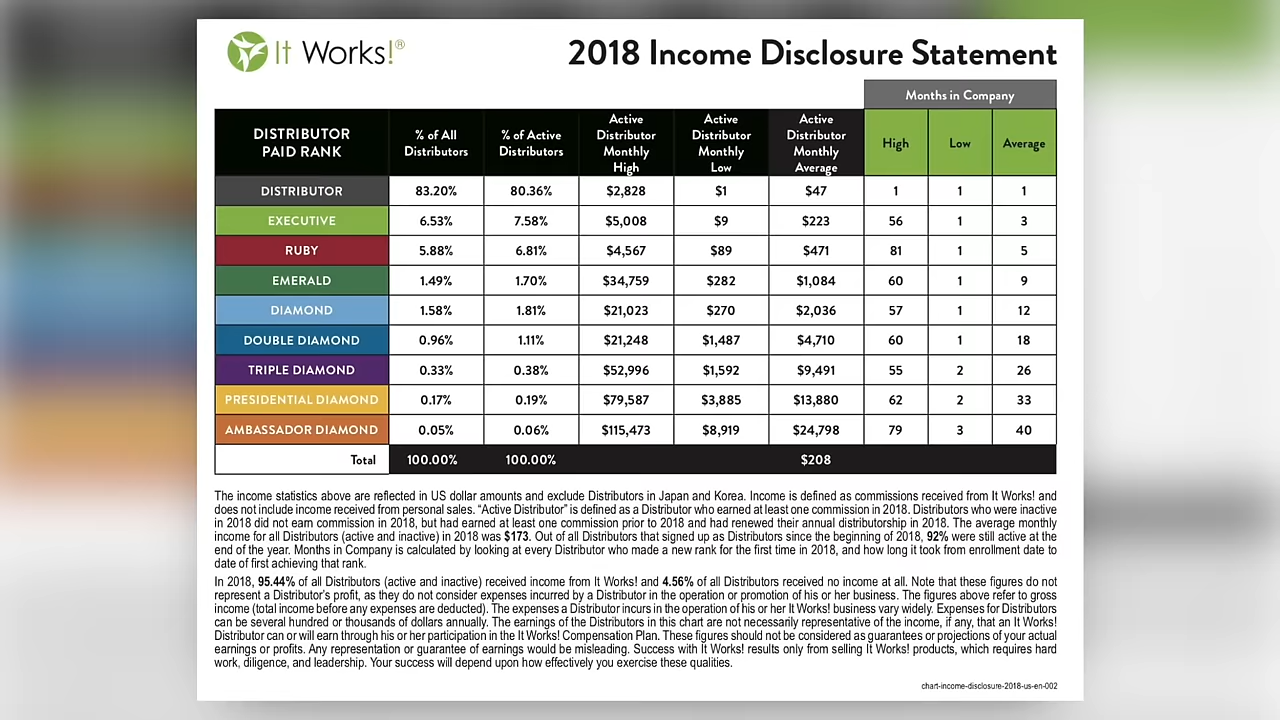 It Works!®
2018 Income Disclosure Statement
Months in Company
DISTRIBUTOR PAID RANK | % of All Distributors | % of Active Distributors | Active Distributor Monthly High | Active Distributor Monthly Low | Active Distributor Monthly Average | High | Low | Average
DISTRIBUTOR | 83.20% | 80.36% | $2,828 | $1 | $47 | 1 | 1 | 1
EXECUTIVE | 6.53% | 7.58% | $5,008 | $9 | $223 | 56 | 1 | 3
RUBY | 5.88% | 6.81% | $4,567 | $89 | $471 | 81 | 1 | 5
EMERALD | 1.49% | 1.70% | $34,759 | $282 | $1,084 | 60 | 1 | 9
DIAMOND | 1.58% | 1.81% | $21,023 | $270 | $2,036 | 57 | 1 | 12
DOUBLE DIAMOND | 0.96% | 1.11% | $21,248 | $1,487 | $4,710 | 60 | 1 | 18
TRIPLE DIAMOND | 0.33% | 0.38% | $52,996 | $1,592 | $9,491 | 55 | 2 | 26
PRESIDENTIAL DIAMOND | 0.17% | 0.19% | $79,587 | $3,885 | $13,880 | 62 | 2 | 33
AMBASSADOR DIAMOND | 0.05% | 0.06% | $115,473 | $8,919 | $24,798 | 79 | 3 | 40
Total | 100.00% | 100.00% | $208
The income statistics above are reflected in US dollar amounts and exclude Distributors in Japan and Korea. Income is defined as commissions received from It Works! and
does not include income received from personal sales. “Active Distributor” is defined as a Distributor who earned at least one commission in 2018. Distributors who were inactive
in 2018 did not earn commission in 2018, but had earned at least one commission prior to 2018 and had renewed their annual distributorship in 2018. The average monthly
income for all Distributors (active and inactive) in 2018 was $173. Out of all Distributors that signed up as Distributors since the beginning of 2018, 92% were still active at the
end of the year. Months in Company is calculated by looking at every Distributor who made a new rank for the first time in 2018, and how long it took from enrollment date to
date of first achieving that rank.
In 2018, 95.44% of all Distributors (active and inactive) received income from It Works! and 4.56% of all Distributors received no income at all. Note that these figures do not
represent a Distributor's profit, as they do not consider expenses incurred by a Distributor in the operation or promotion of his or her business. The figures above refer to gross
income (total income before any expenses are deducted). The expenses a Distributor incurs in the operation of his or her It Works! business vary widely. Expenses for Distributors
can be several hundred or thousands of dollars annually. The earnings of the Distributors in this chart are not necessarily representative of the income, if any, that an It Works!
Distributor can or will earn through his or her participation in the It Works! Compensation Plan. These figures should not be considered as guarantees or projections of your actual
earnings or profits. Any representation or guarantee of earnings would be misleading. Success with It Works! results only from selling It Works! products, which requires hard
work, diligence, and leadership. Your success will depend upon how effectively you exercise these qualities.
chart-income-disclosure-2018-us-en-002